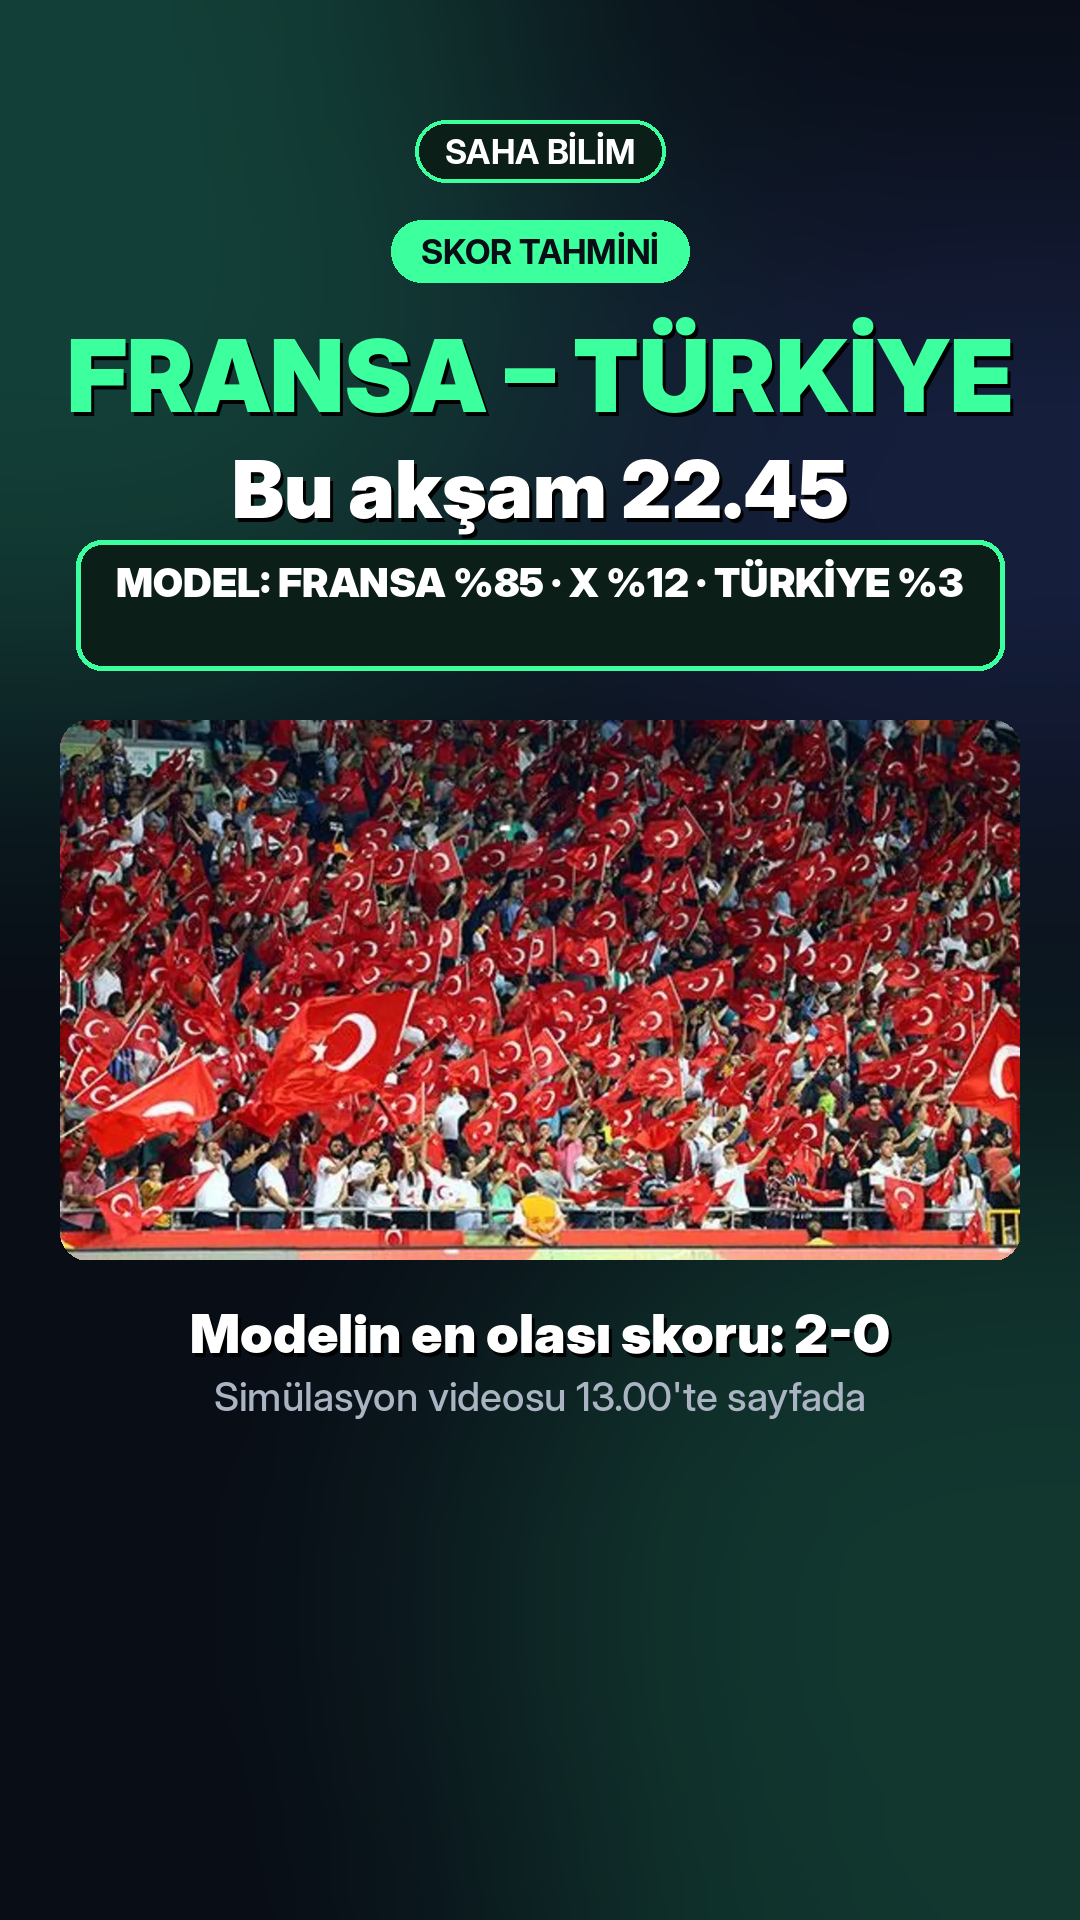 SAHA BİLİM
SKOR TAHMİNİ
FRANSA – TÜRKİYE
Bu akşam 22.45
MODEL: FRANSA %85 · X %12 · TÜRKİYE %3
Modelin en olası skoru: 2-0
Simülasyon videosu 13.00'te sayfada